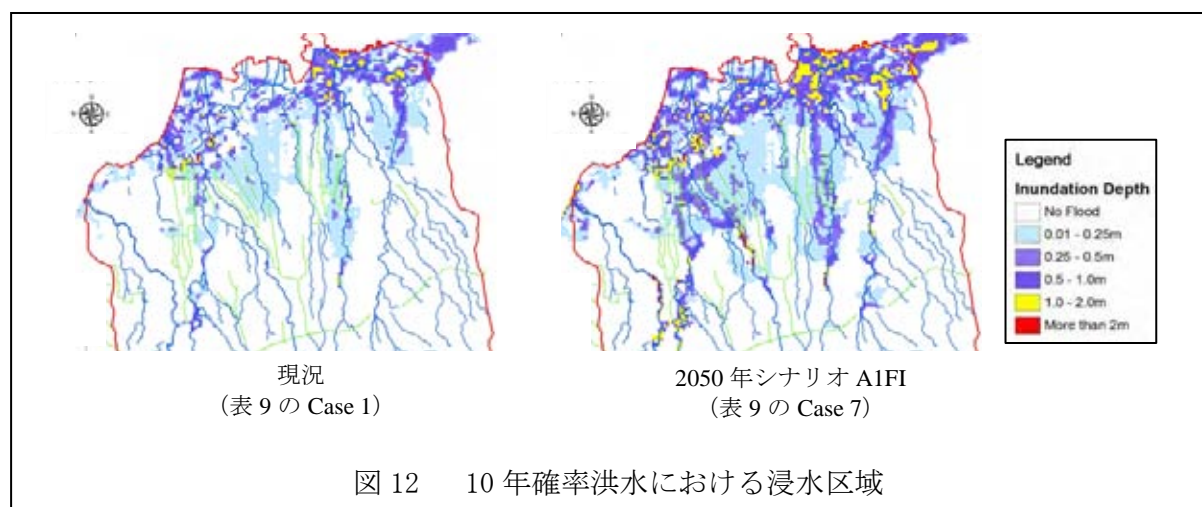 Legend
Inundation Depth
No Flood
0.01 - 0.25m
0.25 - 0.5m
0.5 - 1.0m
1.0 - 2.0m
More than 2m
現況
(表 9 の Case 1)
2050 年シナリオ A1FI
(表 9 の Case 7)
図 12 10 年確率洪水における浸水区域